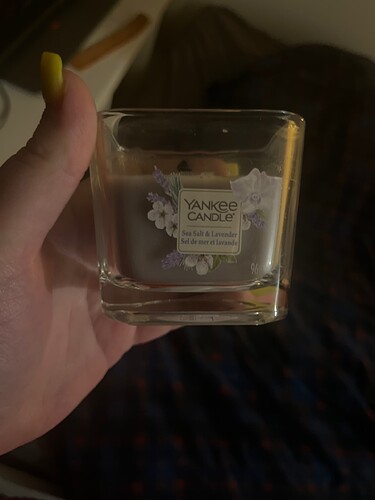 YANKEE
CANDLE
Sea Salt & Lavender
Sel de mer et lavande